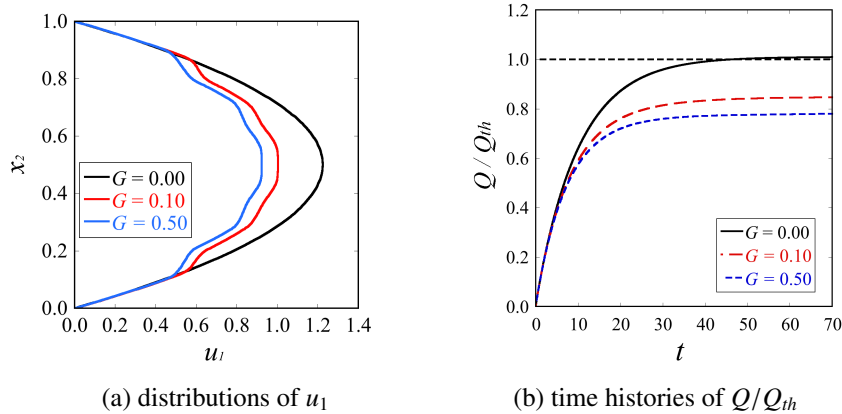 1.0
0.8
0.6
0.4
0.2
0.0
x₂
G = 0.00
G = 0.10
G = 0.50
0.0 0.2 0.4 0.6 0.8 1.0 1.2 1.4
u₁
(a) distributions of u₁
1.2
1.0
0.8
0.6
0.4
0.2
0.0
Q / Qth
G = 0.00
G = 0.10
G = 0.50
0 10 20 30 40 50 60 70
t
(b) time histories of Q/Qth